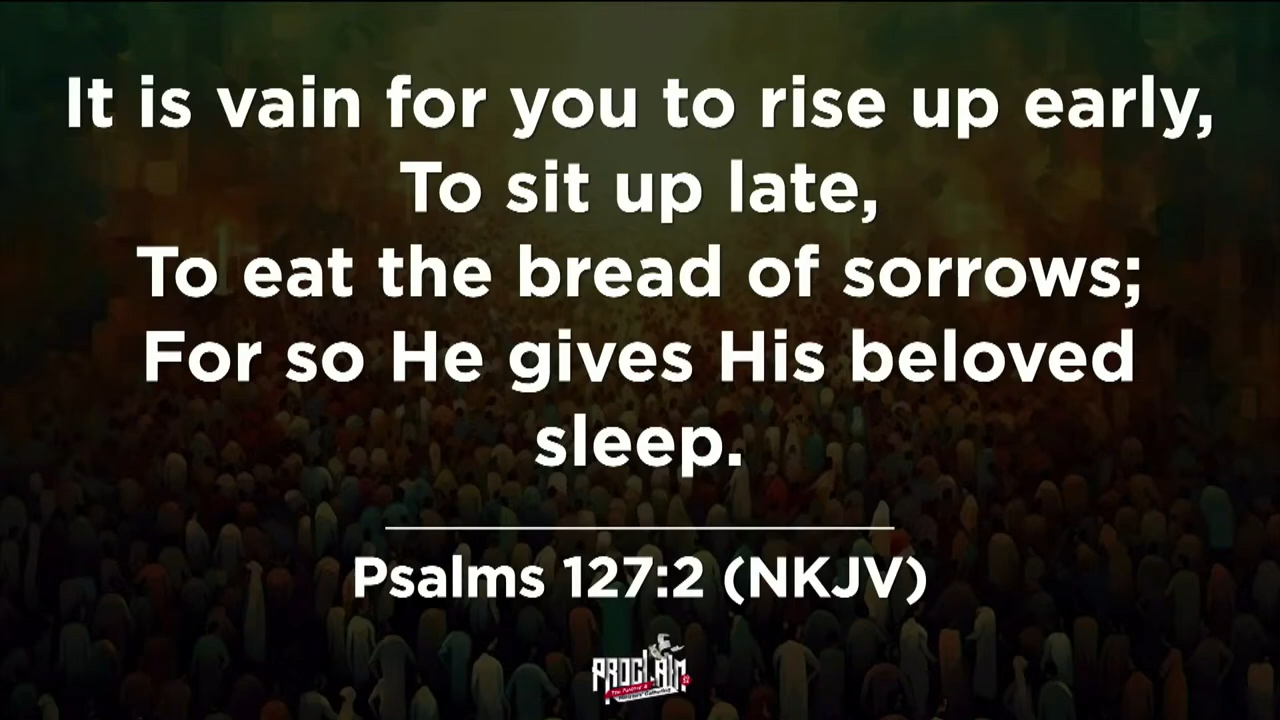 It is vain for you to rise up early,
To sit up late,
To eat the bread of sorrows;
For so He gives His beloved
sleep.
Psalms 127:2 (NKJV)
PROCLAIM